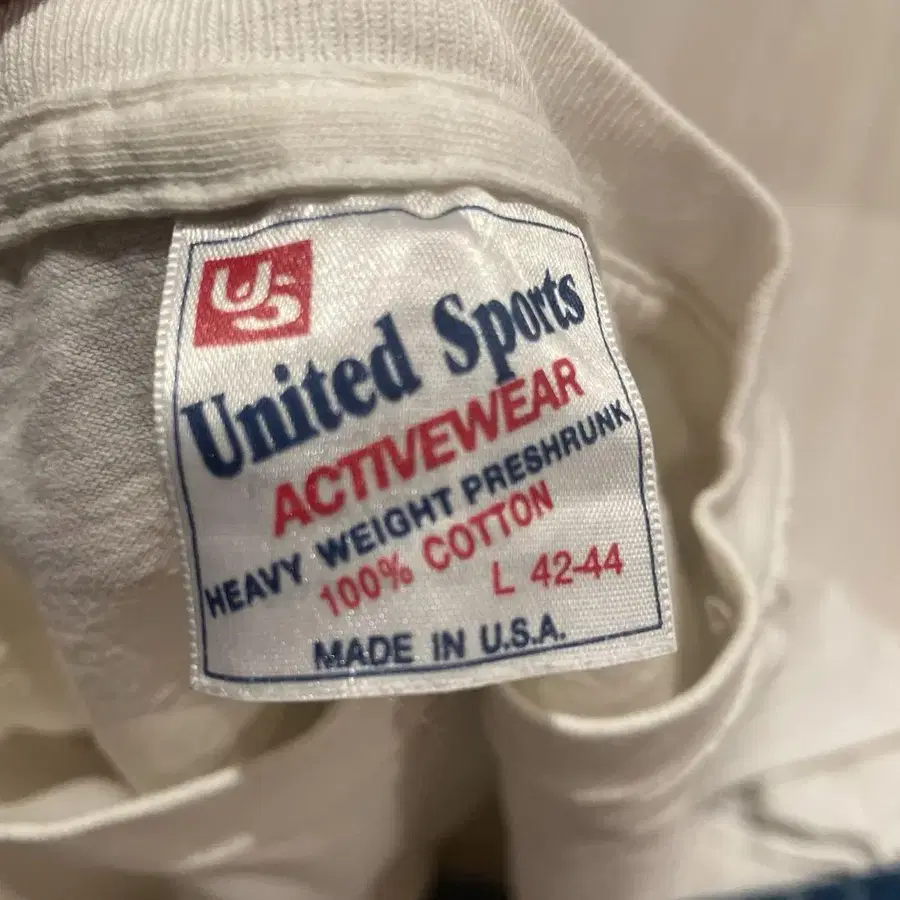 US
United Sports
ACTIVEWEAR
HEAVY WEIGHT PRESHRUNK
100% COTTON
L 42-44
MADE IN U.S.A.